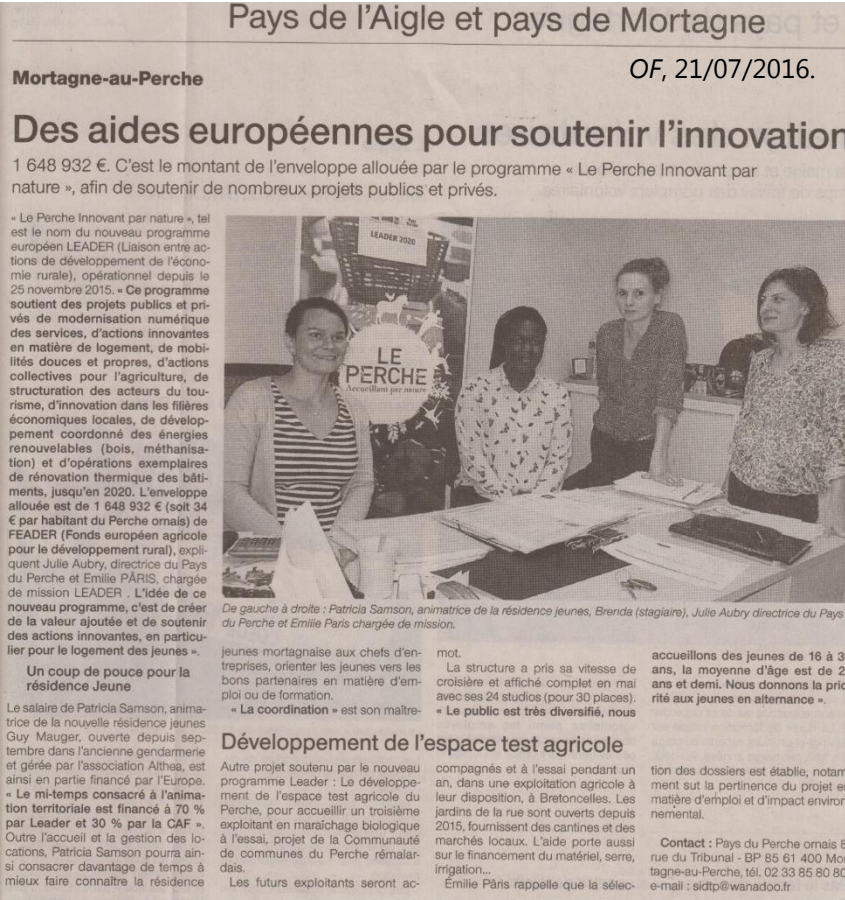 Pays de l'Aigle et pays de Mortagne
OF, 21/07/2016.
Mortagne-au-Perche
Des aides européennes pour soutenir l'innovation
1 648 932 €. C'est le montant de l'enveloppe allouée par le programme « Le Perche Innovant par
nature », afin de soutenir de nombreux projets publics et privés.
« Le Perche Innovant par nature », tel
est le nom du nouveau programme
européen LEADER (Liaison entre ac-
tions de développement de l'écono-
mie rurale), opérationnel depuis le
25 novembre 2015. « Ce programme
soutient des projets publics et pri-
vés de modernisation numérique
des services, d'actions innovantes
en matière de logement, de mobi-
lités douces et propres, d'actions
collectives pour l'agriculture, de
structuration des acteurs du tou-
risme, d'innovation dans les filières
économiques locales, de dévelop-
pement coordonné des énergies
renouvelables (bois, méthanisa-
tion) et d'opérations exemplaires
de rénovation thermique des bâti-
ments, jusqu'en 2020. L'enveloppe
allouée est de 1 648 932 € (soit 34
€ par habitant du Perche ornais) de
FEADER (Fonds européen agricole
pour le développement rural), expli-
quent Julie Aubry, directrice du Pays
du Perche et Emilie PÂRIS, chargée
de mission LEADER . L'idée de ce
nouveau programme, c'est de créer
de la valeur ajoutée et de soutenir
des actions innovantes, en particu-
lier pour le logement des jeunes ».
Un coup de pouce pour la
résidence Jeune
Le salaire de Patricia Samson, anima-
trice de la nouvelle résidence jeunes
Guy Mauger, ouverte depuis sep-
tembre dans l'ancienne gendarmerie
et gérée par l'association Althea, est
ainsi en partie financé par l'Europe.
« Le mi-temps consacré à l'anima-
tion territoriale est financé à 70 %
par Leader et 30 % par la CAF ».
Outre l'accueil et la gestion des lo-
cations, Patricia Samson pourra ain-
si consacrer davantage de temps à
mieux faire connaître la résidence
LEADER 2020
LE
PERCHE
Accueillant par nature
De gauche à droite : Patricia Samson, animatrice de la résidence jeunes, Brenda (stagiaire), Julie Aubry directrice du Pays
du Perche et Emilie Paris chargée de mission.
jeunes mortagnaise aux chefs d'en-
treprises, orienter les jeunes vers les
bons partenaires en matière d'em-
ploi ou de formation.
« La coordination » est son maître-
mot.
La structure a pris sa vitesse de
croisière et affiché complet en mai
avec ses 24 studios (pour 30 places).
« Le public est très diversifié, nous
accueillons des jeunes de 16 à 3
ans, la moyenne d'âge est de 2
ans et demi. Nous donnons la prio
rité aux jeunes en alternance ».
Développement de l'espace test agricole
Autre projet soutenu par le nouveau
programme Leader : Le développe-
ment de l'espace test agricole du
Perche, pour accueillir un troisième
exploitant en maraîchage biologique
à l'essai, projet de la Communauté
de communes du Perche rémalar-
dais.
Les futurs exploitants seront ac-
compagnés et à l'essai pendant un
an, dans une exploitation agricole à
leur disposition, à Bretoncelles. Les
jardins de la rue sont ouverts depuis
2015, fournissent des cantines et des
marchés locaux. L'aide porte aussi
sur le financement du matériel, serre,
irrigation...
Émilie Pâris rappelle que la sélec-
tion des dossiers est établie, notam
ment sur la pertinence du projet en
matière d'emploi et d'impact environ
nemental.
Contact : Pays du Perche ornais 8
rue du Tribunal - BP 85 61 400 Mor
tagne-au-Perche, tél. 02 33 85 80 80
e-mail : sidtp@wanadoo.fr